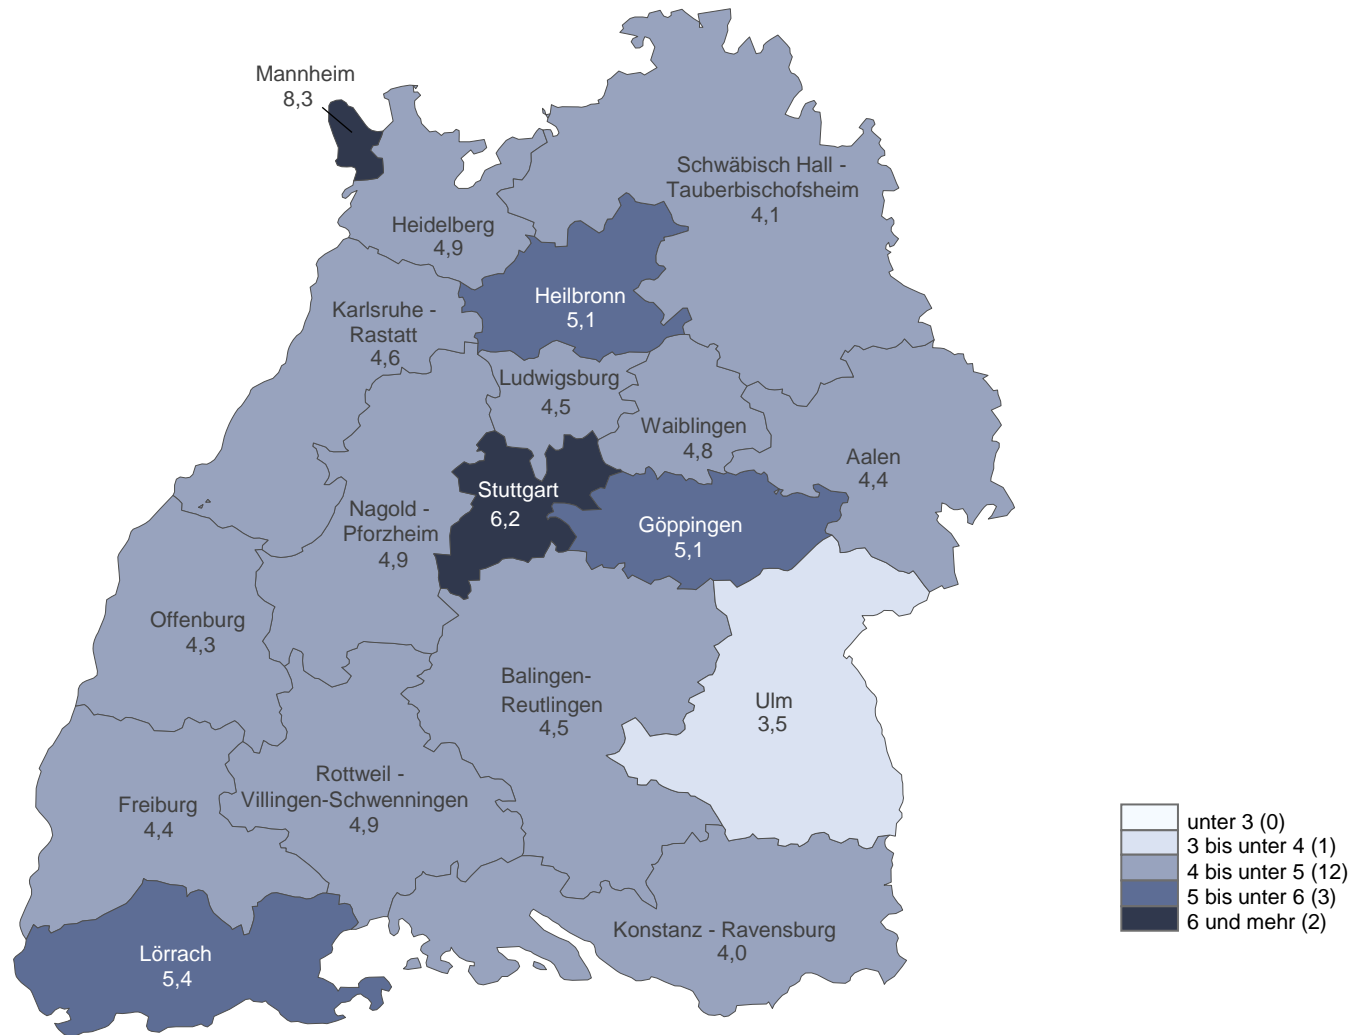 Mannheim
8,3
Schwäbisch Hall -
Tauberbischofsheim
4,1
Heidelberg
4,9
Heilbronn
5,1
Karlsruhe -
Rastatt
4,6
Ludwigsburg
4,5
Waiblingen
4,8
Aalen
4,4
Stuttgart
6,2
Nagold -
Pforzheim
4,9
Göppingen
5,1
Offenburg
4,3
Balingen-
Reutlingen
4,5
Ulm
3,5
Rottweil -
Villingen-Schwenningen
4,9
Freiburg
4,4
Konstanz - Ravensburg
4,0
Lörrach
5,4
unter 3 (0)
3 bis unter 4 (1)
4 bis unter 5 (12)
5 bis unter 6 (3)
6 und mehr (2)